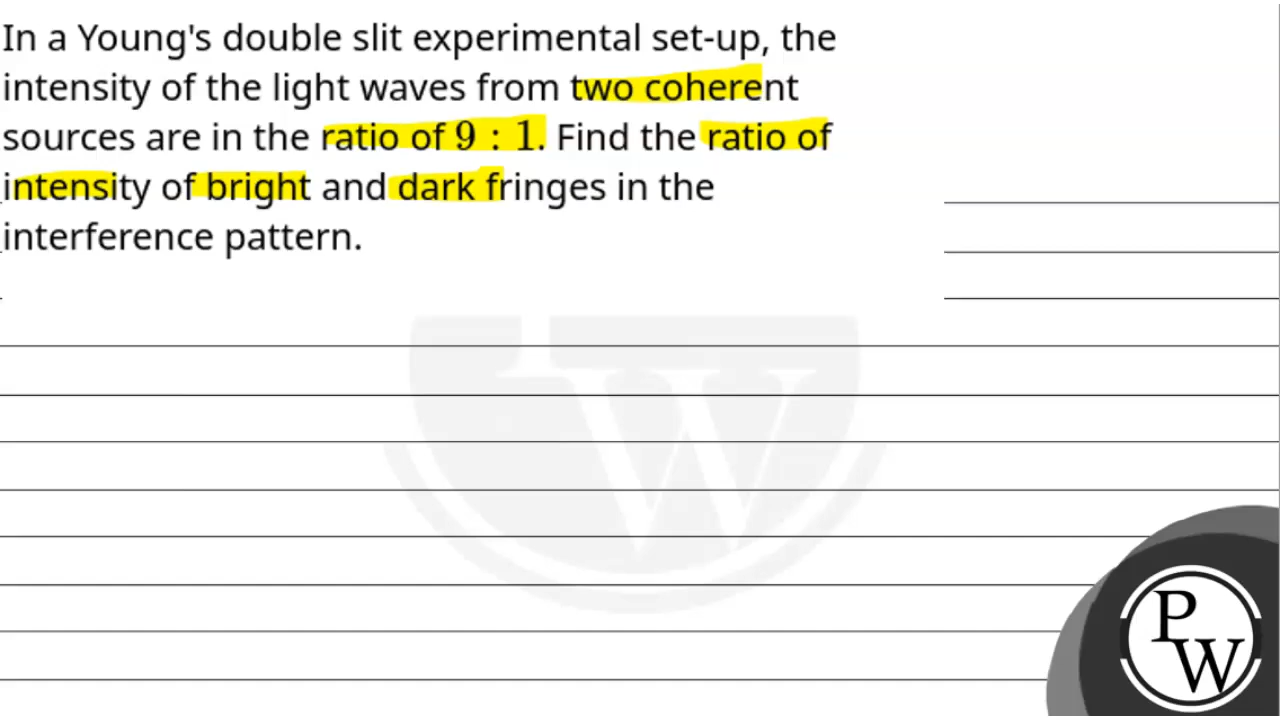 In a Young's double slit experimental set-up, the
intensity of the light waves from two coherent
sources are in the ratio of 9 : 1. Find the ratio of
intensity of bright and dark fringes in the
interference pattern.
W
P
W